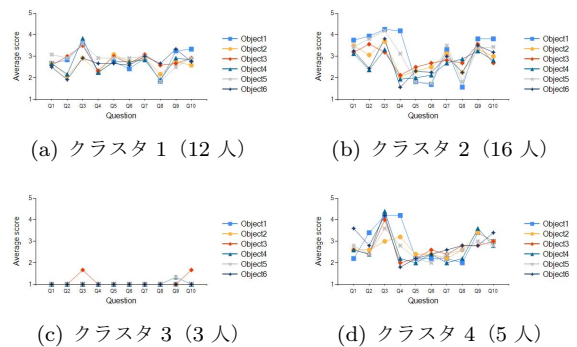 5
4
3
2
1
Average score
Q1 Q2 Q3 Q4 Q5 Q6 Q7 Q8 Q9 Q10
Question
Object1
Object2
Object3
Object4
Object5
Object6
(a) クラスタ 1（12 人）
5
4
3
2
1
Average score
Q1 Q2 Q3 Q4 Q5 Q6 Q7 Q8 Q9 Q10
Question
Object1
Object2
Object3
Object4
Object5
Object6
(b) クラスタ 2（16 人）
5
4
3
2
1
Average score
Q1 Q2 Q3 Q4 Q5 Q6 Q7 Q8 Q9 Q10
Question
Object1
Object2
Object3
Object4
Object5
Object6
(c) クラスタ 3（3 人）
5
4
3
2
1
Average score
Q1 Q2 Q3 Q4 Q5 Q6 Q7 Q8 Q9 Q10
Question
Object1
Object2
Object3
Object4
Object5
Object6
(d) クラスタ 4（5 人）